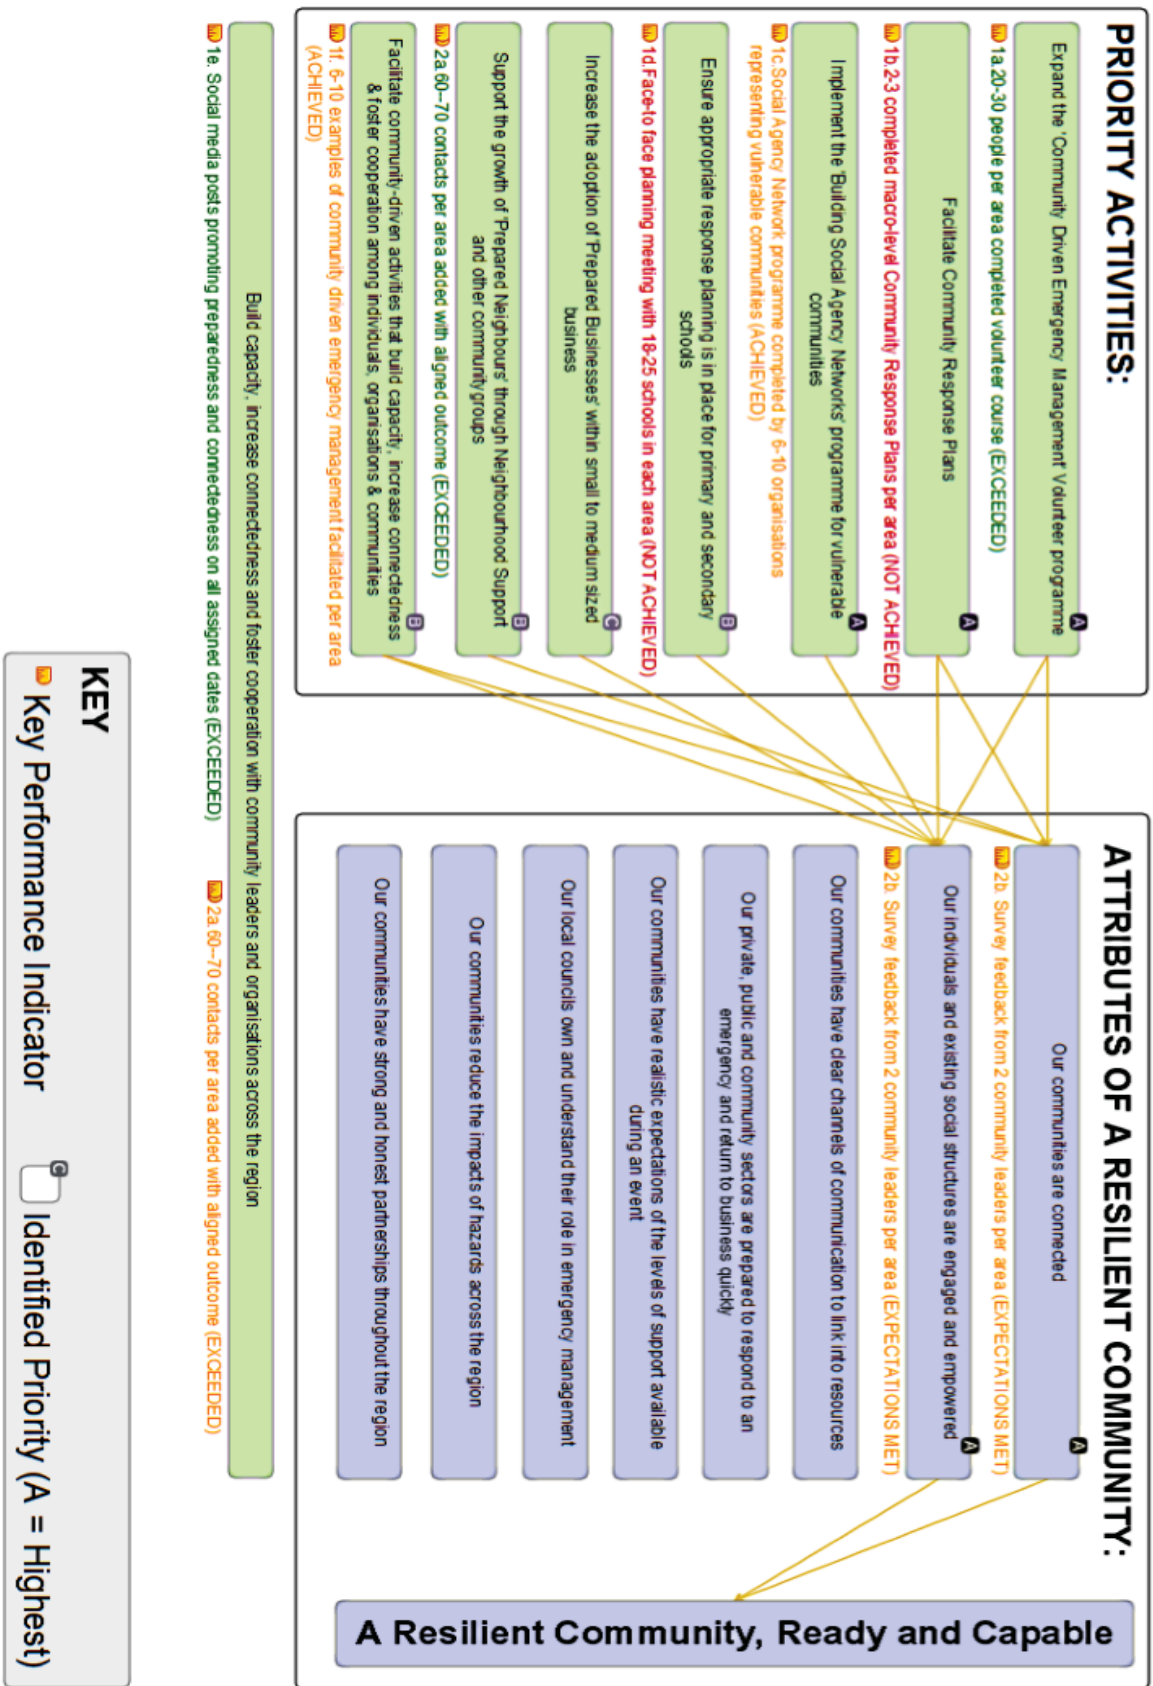 PRIORITY ACTIVITIES:
Expand the 'Community Driven Emergency Management' Volunteer programme
A
1a.20-30 people per area completed volunteer course (EXCEEDED)
Facilitate Community Response Plans
A
1b.2-3 completed macro-level Community Response Plans per area (NOT ACHIEVED)
Implement the 'Building Social Agency Networks' programme for vulnerable
communities
A
1c.Social Agency Network programme completed by 6-10 organisations
representing vulnerable communities (ACHIEVED)
Ensure appropriate response planning is in place for primary and secondary
schools
B
1d.Face-to face planning meeting with 18-25 schools in each area (NOT ACHIEVED)
Increase the adoption of 'Prepared Businesses' within small to medium sized
business
C
Support the growth of 'Prepared Neighbours' through Neighbourhood Support
and other community groups
B
2a.60--70 contacts per area added with aligned outcome (EXCEEDED)
Facilitate community-driven activities that build capacity, increase connectedness
& foster cooperation among individuals, organisations & communities
B
1f. 6-10 examples of community driven emergency management facilitated per area
(ACHIEVED)
ATTRIBUTES OF A RESILIENT COMMUNITY:
Our communities are connected
A
2b. Survey feedback from 2 community leaders per area (EXPECTATIONS MET)
Our individuals and existing social structures are engaged and empowered
A
2b. Survey feedback from 2 community leaders per area (EXPECTATIONS MET)
Our communities have clear channels of communication to link into resources
Our private, public and community sectors are prepared to respond to an
emergency and return to business quickly
Our communities have realistic expectations of the levels of support available
during an event
Our local councils own and understand their role in emergency management
Our communities reduce the impacts of hazards across the region
Our communities have strong and honest partnerships throughout the region
A Resilient Community, Ready and Capable
Build capacity, increase connectedness and foster cooperation with community leaders and organisations across the region
1e. Social media posts promoting preparedness and connectedness on all assigned dates (EXCEEDED)
2a.60--70 contacts per area added with aligned outcome (EXCEEDED)
KEY
Key Performance Indicator
C
Identified Priority (A = Highest)